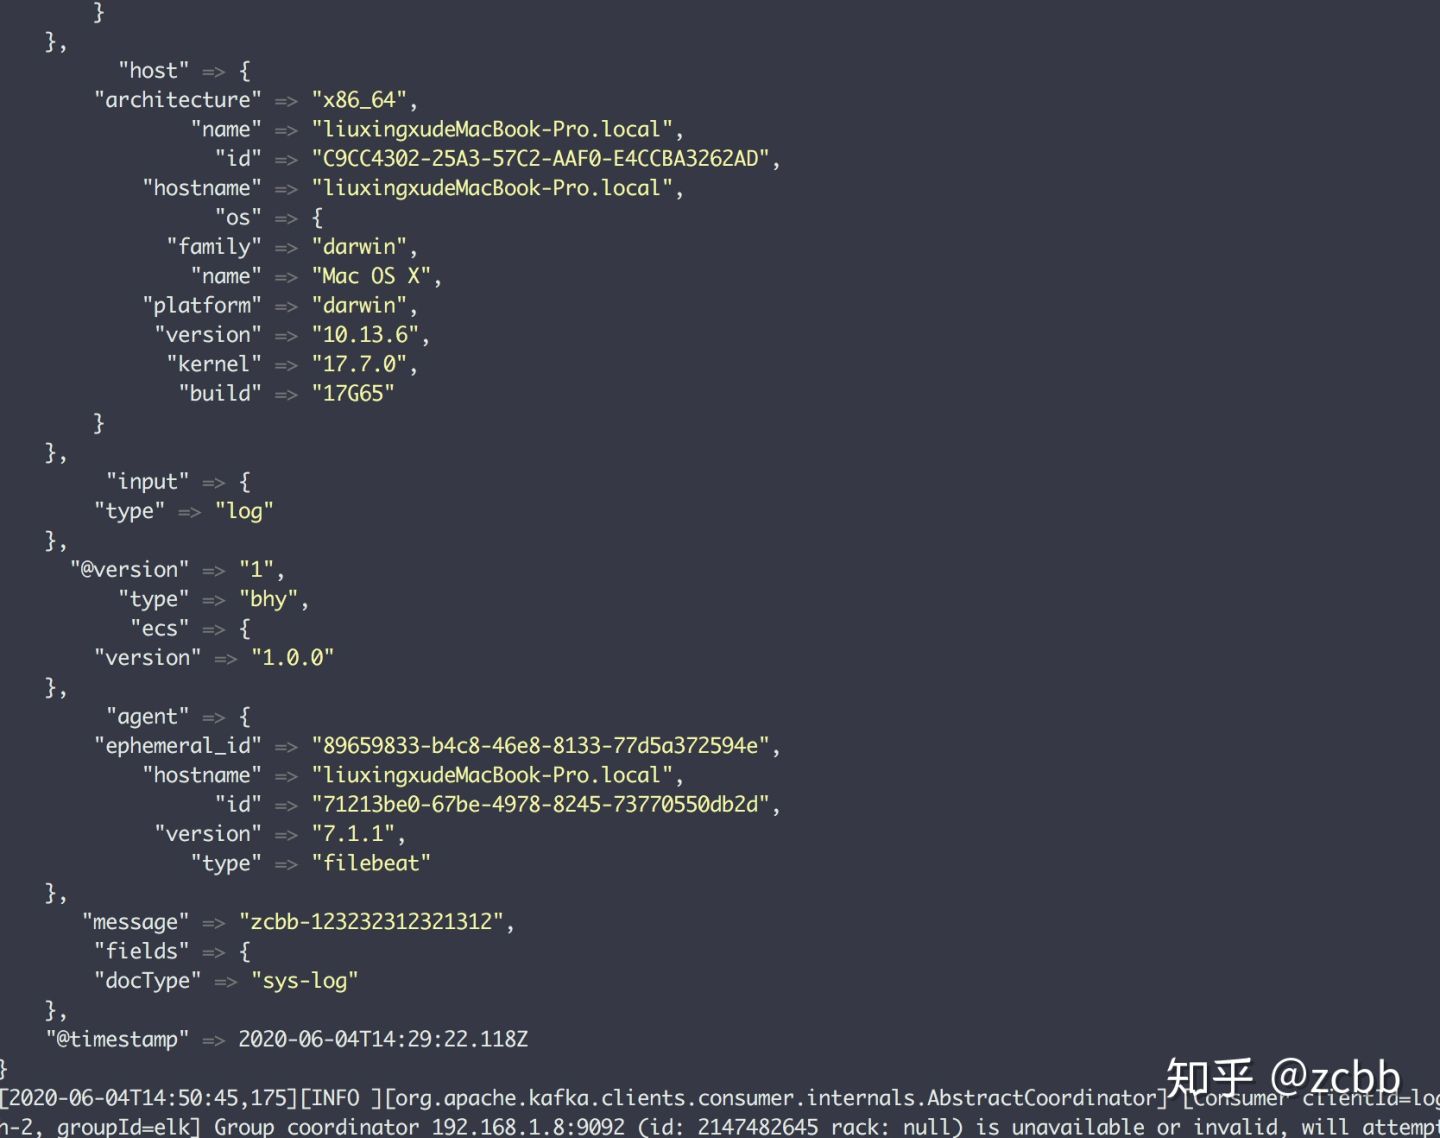 }
},
"host" => {
"architecture" => "x86_64",
"name" => "liuxingxudeMacBook-Pro.local",
"id" => "C9CC4302-25A3-57C2-AAF0-E4CCBA3262AD",
"hostname" => "liuxingxudeMacBook-Pro.local",
"os" => {
"family" => "darwin",
"name" => "Mac OS X",
"platform" => "darwin",
"version" => "10.13.6",
"kernel" => "17.7.0",
"build" => "17G65"
}
},
"input" => {
"type" => "log"
},
"@version" => "1",
"type" => "bhy",
"ecs" => {
"version" => "1.0.0"
},
"agent" => {
"ephemeral_id" => "89659833-b4c8-46e8-8133-77d5a372594e",
"hostname" => "liuxingxudeMacBook-Pro.local",
"id" => "71213be0-67be-4978-8245-73770550db2d",
"version" => "7.1.1",
"type" => "filebeat"
},
"message" => "zcbb-123232312321312",
"fields" => {
"docType" => "sys-log"
},
"@timestamp" => 2020-06-04T14:29:22.118Z
}
知乎 @zcbb
[2020-06-04T14:50:45,175][INFO ][org.apache.kafka.clients.consumer.internals.AbstractCoordinator] [Consumer clientId=log
h-2, groupId=elk] Group coordinator 192.168.1.8:9092 (id: 2147482645 rack: null) is unavailable or invalid, will attempt